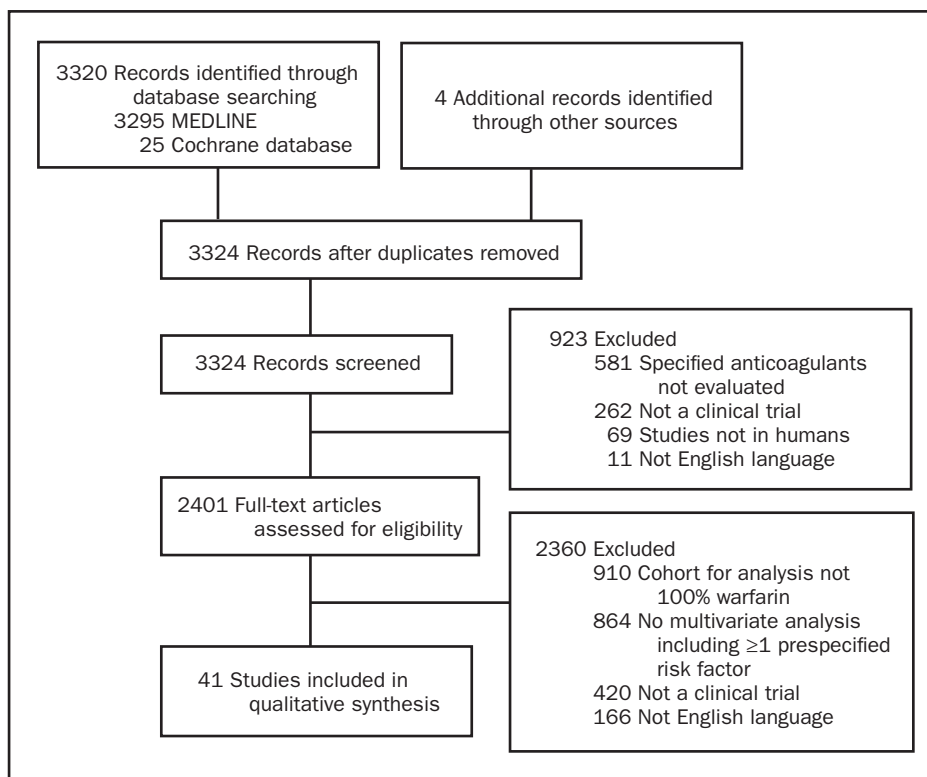 3320 Records identified through
database searching
3295 MEDLINE
25 Cochrane database
4 Additional records identified
through other sources
3324 Records after duplicates removed
3324 Records screened
923 Excluded
581 Specified anticoagulants
not evaluated
262 Not a clinical trial
69 Studies not in humans
11 Not English language
2401 Full-text articles
assessed for eligibility
2360 Excluded
910 Cohort for analysis not
100% warfarin
864 No multivariate analysis
including ≥1 prespecified
risk factor
420 Not a clinical trial
166 Not English language
41 Studies included in
qualitative synthesis